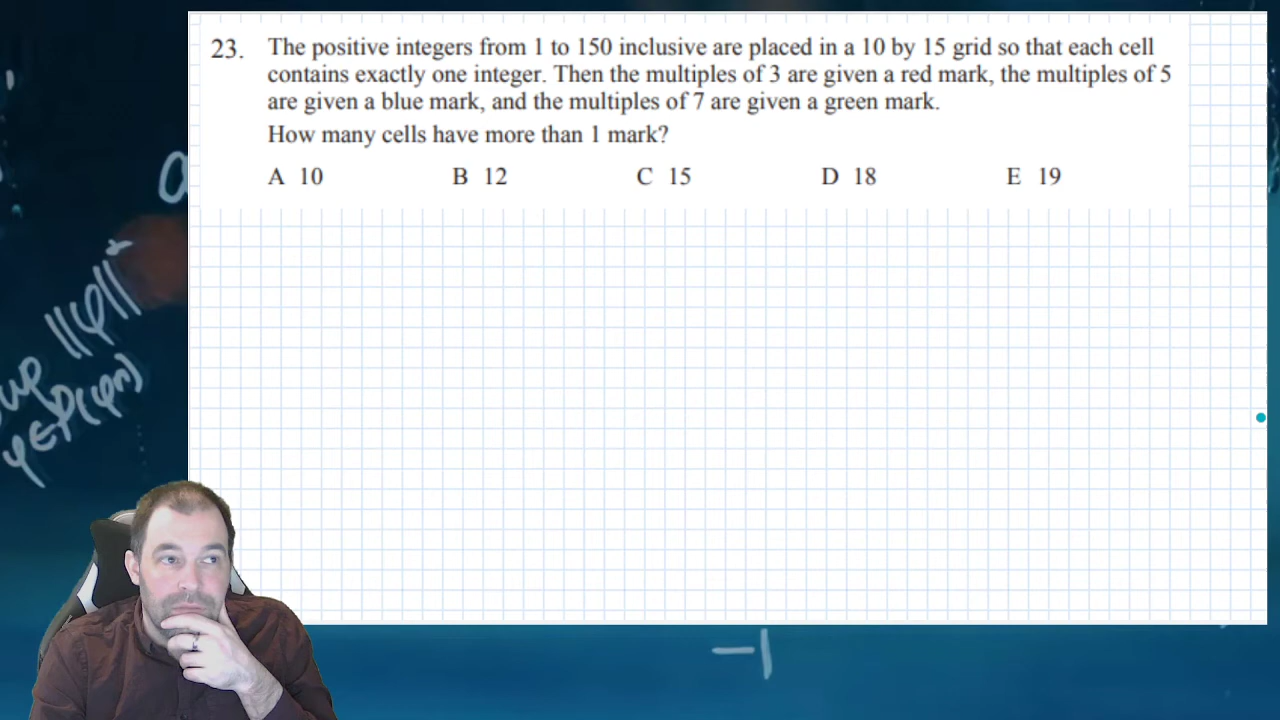 23. The positive integers from 1 to 150 inclusive are placed in a 10 by 15 grid so that each cell
contains exactly one integer. Then the multiples of 3 are given a red mark, the multiples of 5
are given a blue mark, and the multiples of 7 are given a green mark.
How many cells have more than 1 mark?
A 10 B 12 C 15 D 18 E 19
||φ||
φ∈P(φn)
−1